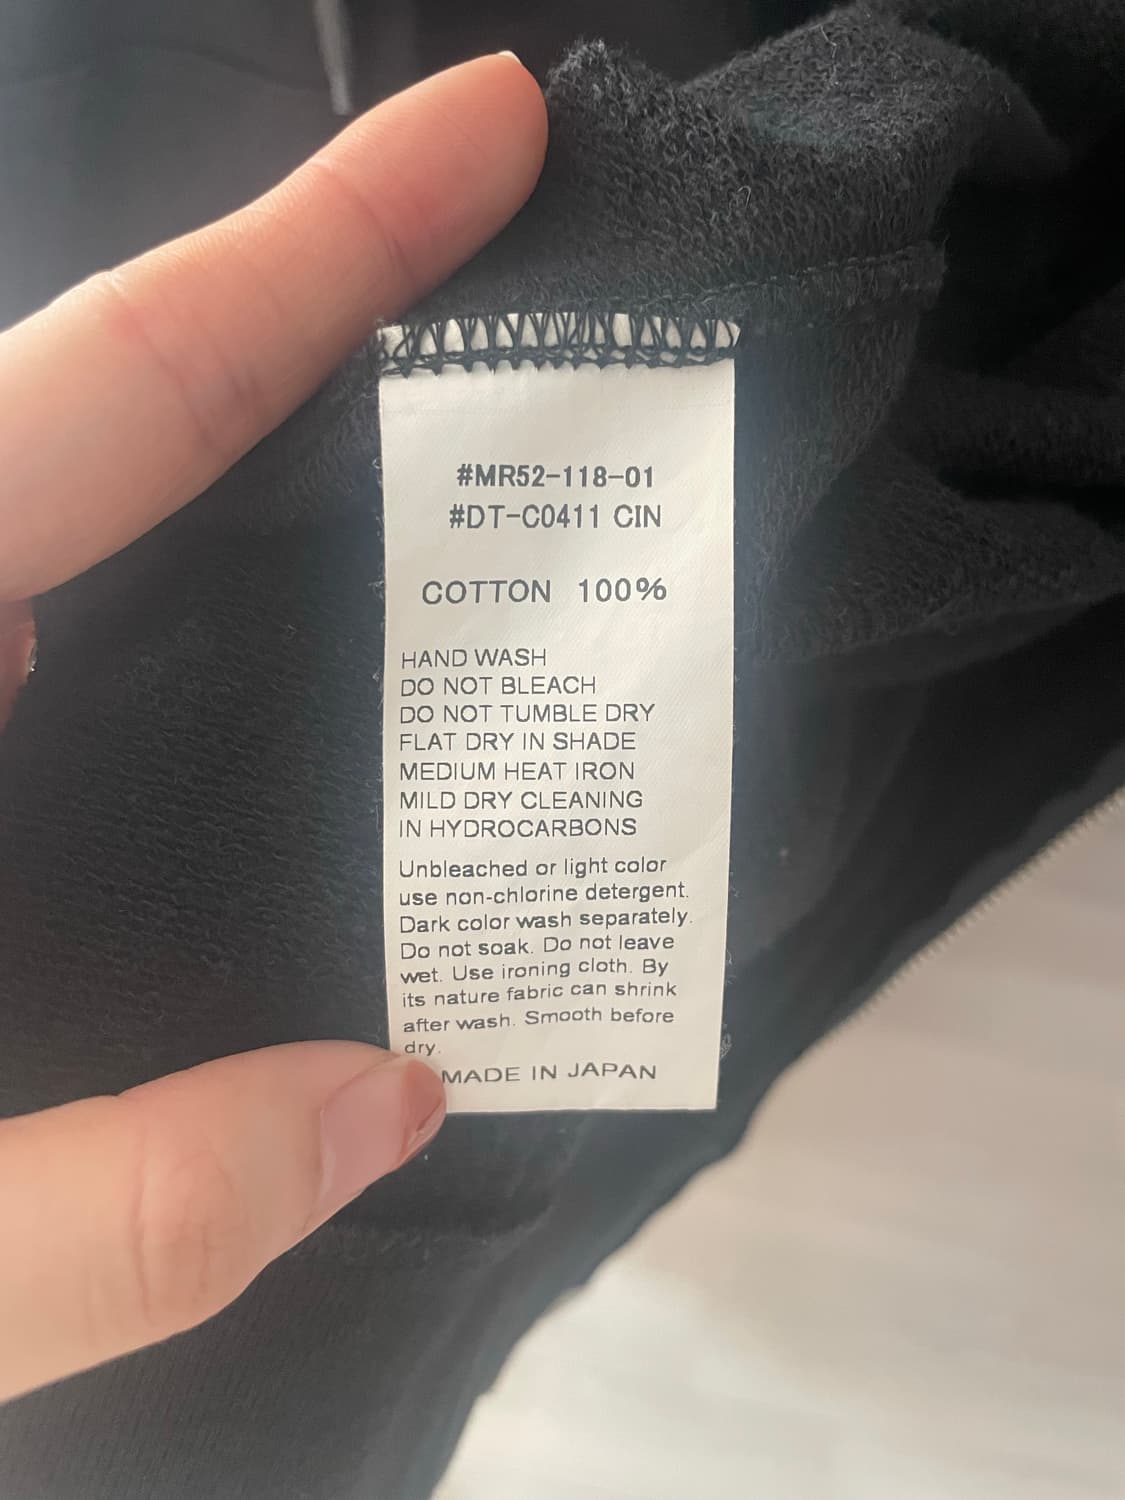 #MR52-118-01
#DT-C0411 CIN
COTTON 100%
HAND WASH
DO NOT BLEACH
DO NOT TUMBLE DRY
FLAT DRY IN SHADE
MEDIUM HEAT IRON
MILD DRY CLEANING
IN HYDROCARBONS
Unbleached or light color
use non-chlorine detergent.
Dark color wash separately.
Do not soak. Do not leave
wet. Use ironing cloth. By
its nature fabric can shrink
after wash. Smooth before
dry.
MADE IN JAPAN